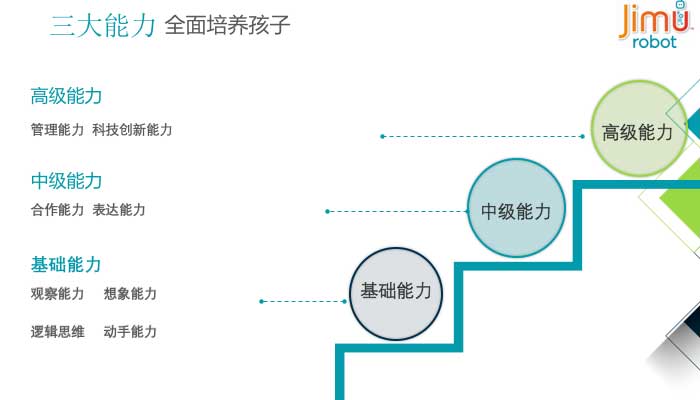 三大能力 全面培养孩子
Jimu
robot
高级能力
管理能力 科技创新能力
高级能力
中级能力
合作能力 表达能力
中级能力
基础能力
观察能力 想象能力
基础能力
逻辑思维 动手能力